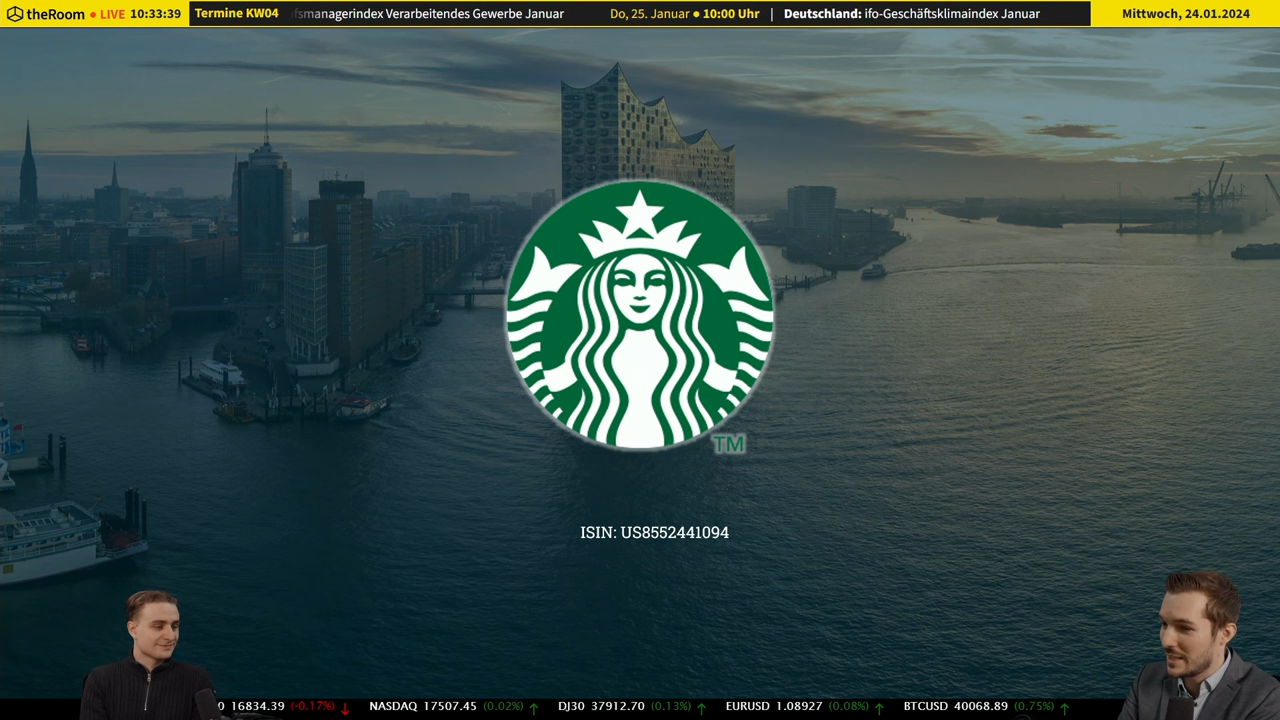 theRoom ● LIVE 10:33:39
Termine KW04 Verarbeitendes Gewerbe Januar Do, 25. Januar ● 10:00 Uhr | Deutschland: ifo-Geschäftsklimaindex Januar
Mittwoch, 24.01.2024
TM
ISIN: US8552441094
16834.39 (-0.17%) ↓ NASDAQ 17507.45 (0.02%) ↑ DJ30 37912.70 (0.13%) ↑ EURUSD 1.08927 (0.08%) ↑ BTCUSD 40068.89 (0.75%) ↑